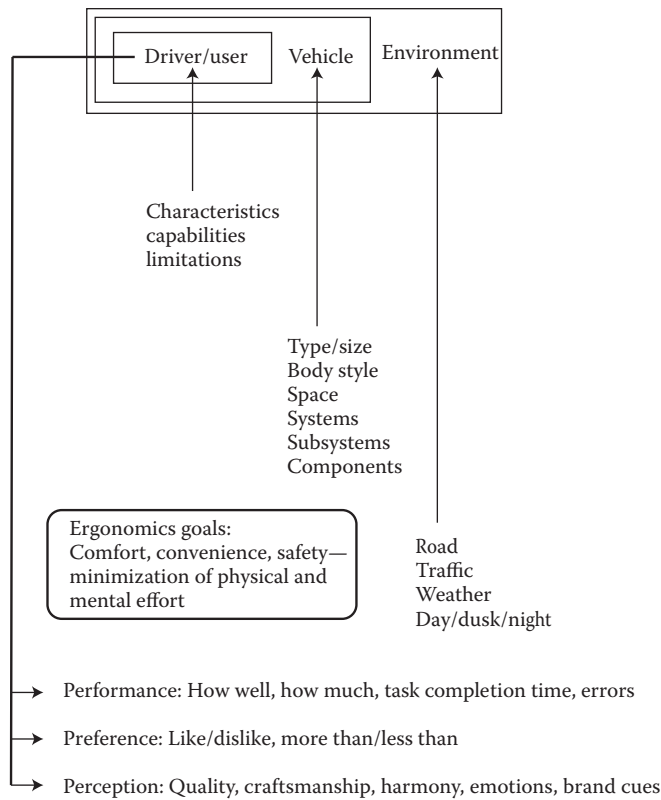 Driver/user
Vehicle
Environment
Characteristics
capabilities
limitations
Type/size
Body style
Space
Systems
Subsystems
Components
Ergonomics goals:
Comfort, convenience, safety—
minimization of physical and
mental effort
Road
Traffic
Weather
Day/dusk/night
Performance: How well, how much, task completion time, errors
Preference: Like/dislike, more than/less than
Perception: Quality, craftsmanship, harmony, emotions, brand cues